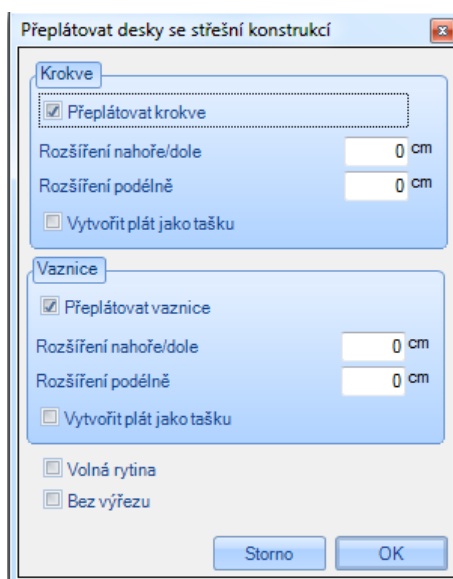 Přeplátovat desky se střešní konstrukcí
Krokve
Přeplátovat krokve
Rozšíření nahoře/dole 0 cm
Rozšíření podélně 0 cm
Vytvořit plát jako tašku
Vaznice
Přeplátovat vaznice
Rozšíření nahoře/dole 0 cm
Rozšíření podélně 0 cm
Vytvořit plát jako tašku
Volná rytina
Bez výřezu
Storno OK